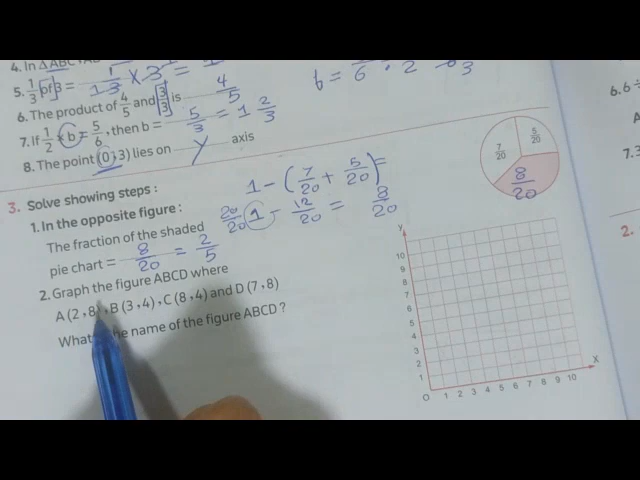 4. In △ABC
5. 1/3 of 3 = 1/13 × 3 =
6. The product of 4/5 and 3/3 is 4/5
7. If 1/2 × b = 5/6, then b = 5/3 = 1 2/3
8. The point (0, 3) lies on y axis
3. Solve showing steps :
1. In the opposite figure :
The fraction of the shaded
pie chart = 8/20 = 2/5
1 - (7/20 + 5/20) =
20/20 1 - 12/20 = 8/20
7/20
5/20
8/20
2. Graph the figure ABCD where
A (2, 8), B (3, 4), C (8, 4) and D (7, 8)
What the name of the figure ABCD ?
y
10
9
8
7
6
5
4
3
2
1
O 1 2 3 4 5 6 7 8 9 10 x
6. 6 ÷
7. 3
2.